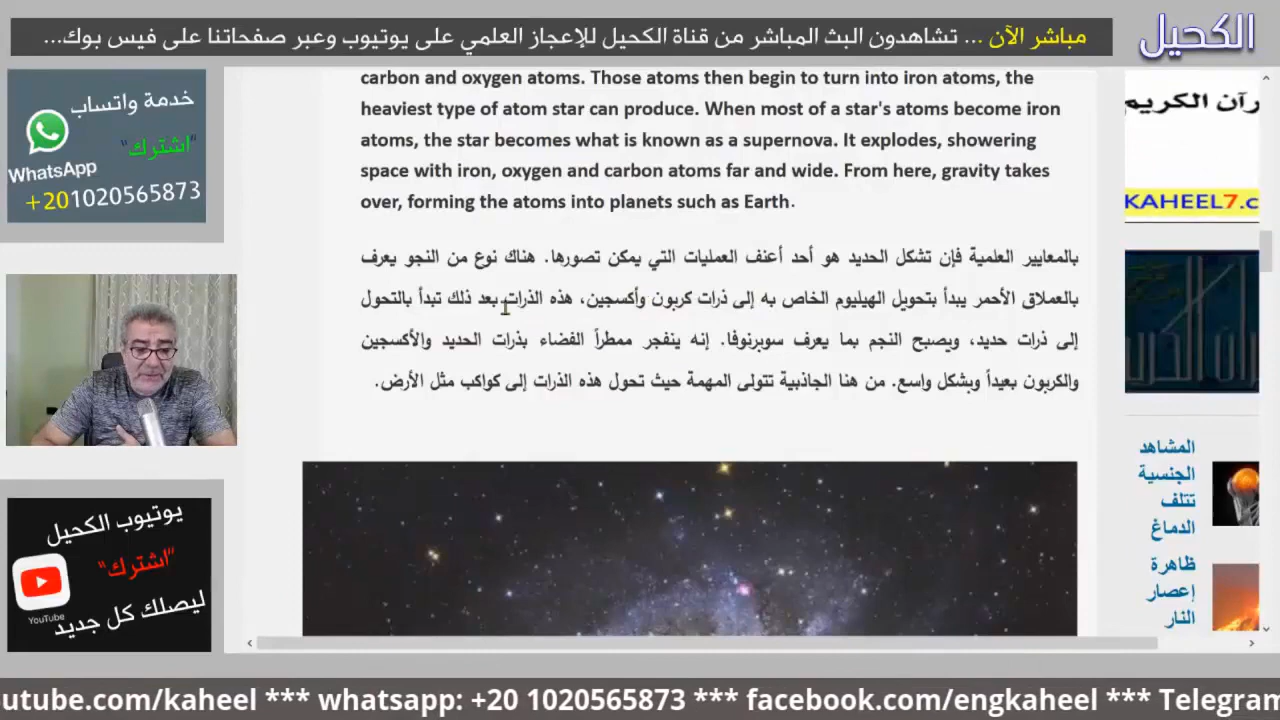 مباشر الآن ... تشاهدون البث المباشر من قناة الكحيل للإعجاز العلمي على يوتيوب وعبر صفحاتنا على فيس بوك...
الكحيل
خدمة واتساب
"اشترك"
WhatsApp
+201020565873
carbon and oxygen atoms. Those atoms then begin to turn into iron atoms, the
heaviest type of atom star can produce. When most of a star's atoms become iron
atoms, the star becomes what is known as a supernova. It explodes, showering
space with iron, oxygen and carbon atoms far and wide. From here, gravity takes
over, forming the atoms into planets such as Earth.
بالمعايير العلمية فإن تشكل الحديد هو أحد أعنف العمليات التي يمكن تصورها. هناك نوع من النجو يعرف
بالعملاق الأحمر يبدأ بتحويل الهيليوم الخاص به إلى ذرات كربون وأكسجين، هذه الذرات بعد ذلك تبدأ بالتحول
إلى ذرات حديد، ويصبح النجم بما يعرف سوبرنوفا. إنه ينفجر ممطراً الفضاء بذرات الحديد والأكسجين
والكربون بعيداً وبشكل واسع. من هنا الجاذبية تتولى المهمة حيث تحول هذه الذرات إلى كواكب مثل الأرض.
رآن الكريم
KAHEEL7.c
المشاهد
الجنسية
تتلف
الدماغ
ظاهرة
إعصار
النار
يوتيوب الكحيل
"اشترك"
YouTube
ليصلك كل جديد
utube.com/kaheel *** whatsapp: +20 1020565873 *** facebook.com/engkaheel *** Telegram